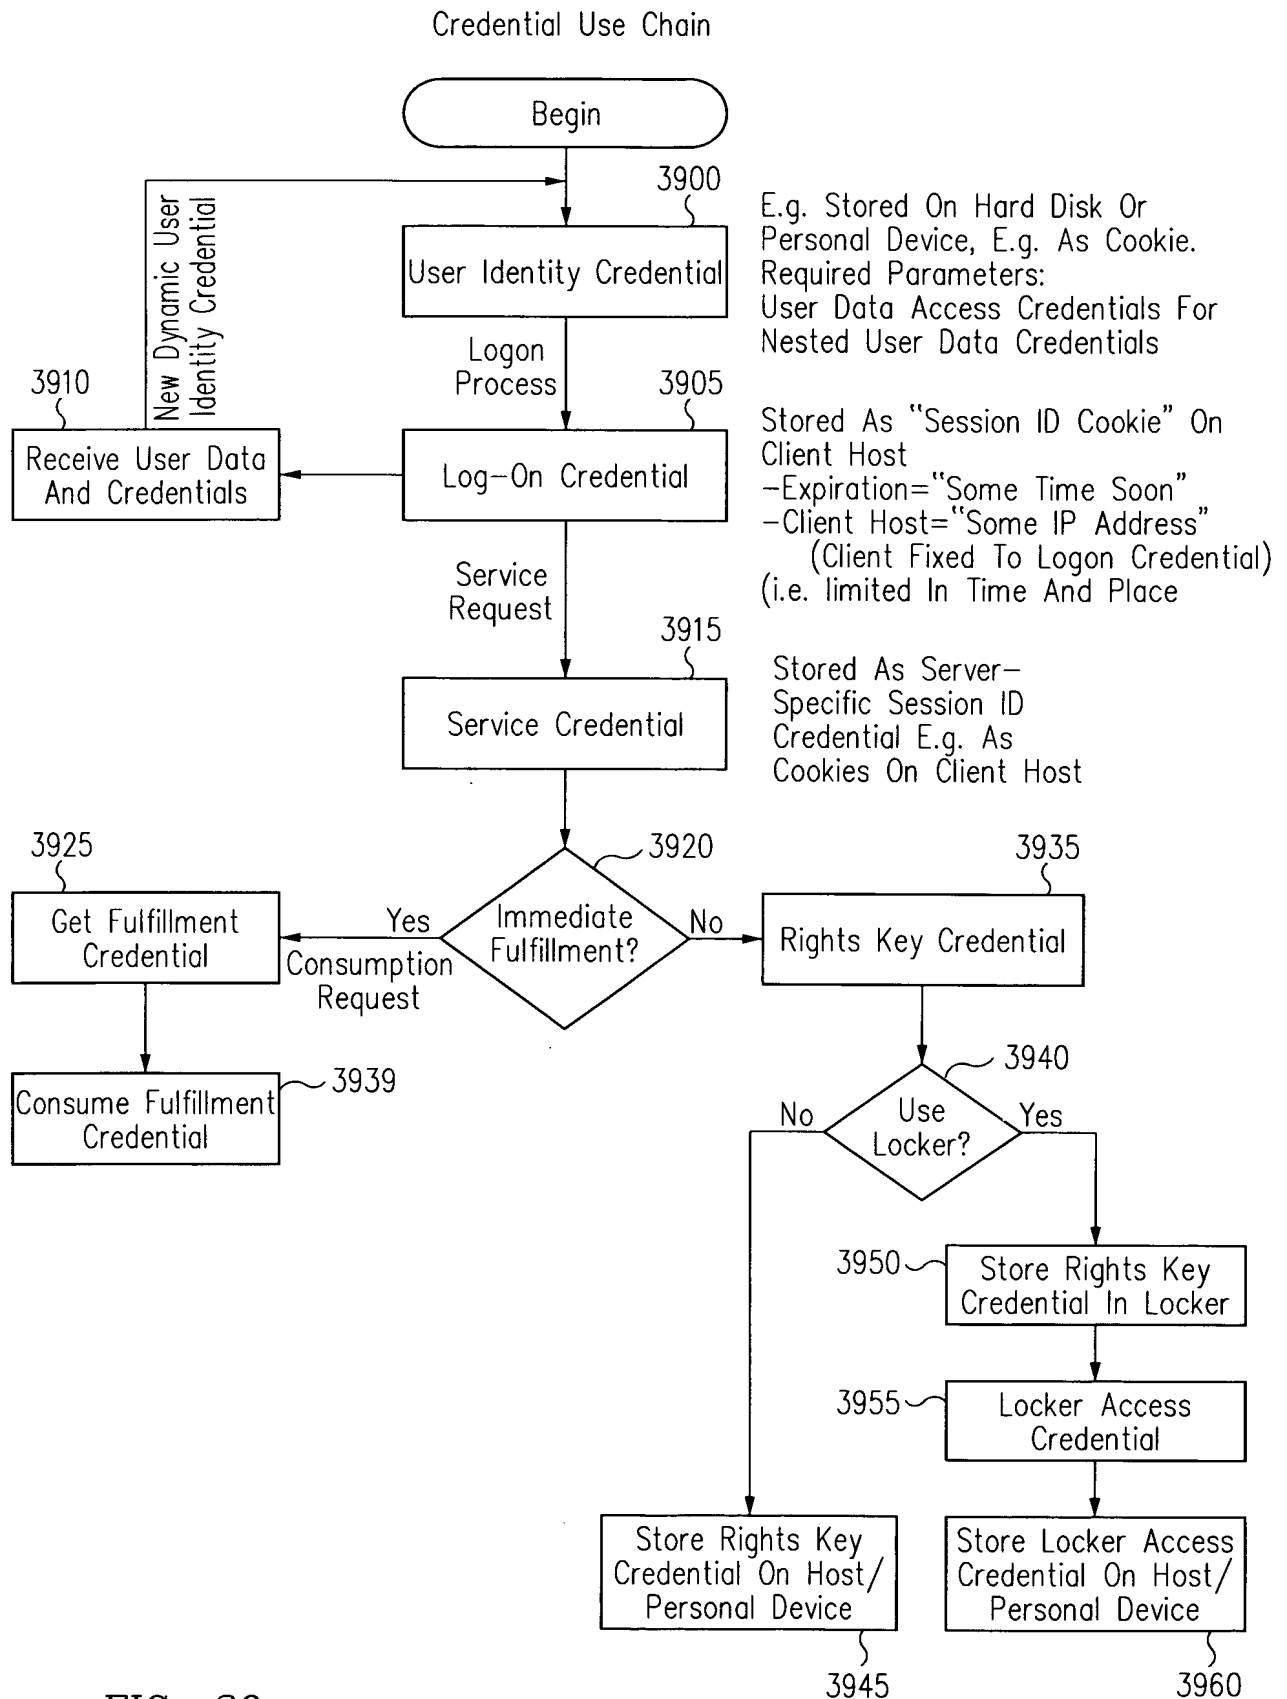 Credential Use Chain
Begin
3900
User Identity Credential
E.g. Stored On Hard Disk Or
Personal Device, E.g. As Cookie.
Required Parameters:
User Data Access Credentials For
Nested User Data Credentials
New Dynamic User
Identity Credential
Logon
Process
3910
Receive User Data
And Credentials
3905
Log-On Credential
Stored As "Session ID Cookie" On
Client Host
-Expiration="Some Time Soon"
-Client Host="Some IP Address"
(Client Fixed To Logon Credential)
(i.e. limited In Time And Place
Service
Request
3915
Service Credential
Stored As Server-
Specific Session ID
Credential E.g. As
Cookies On Client Host
3920
Immediate
Fulfillment?
Yes
Consumption
Request
No
3925
Get Fulfillment
Credential
3939
Consume Fulfillment
Credential
3935
Rights Key Credential
3940
Use
Locker?
No
Yes
3950
Store Rights Key
Credential In Locker
3955
Locker Access
Credential
Store Rights Key
Credential On Host/
Personal Device
3945
Store Locker Access
Credential On Host/
Personal Device
3960